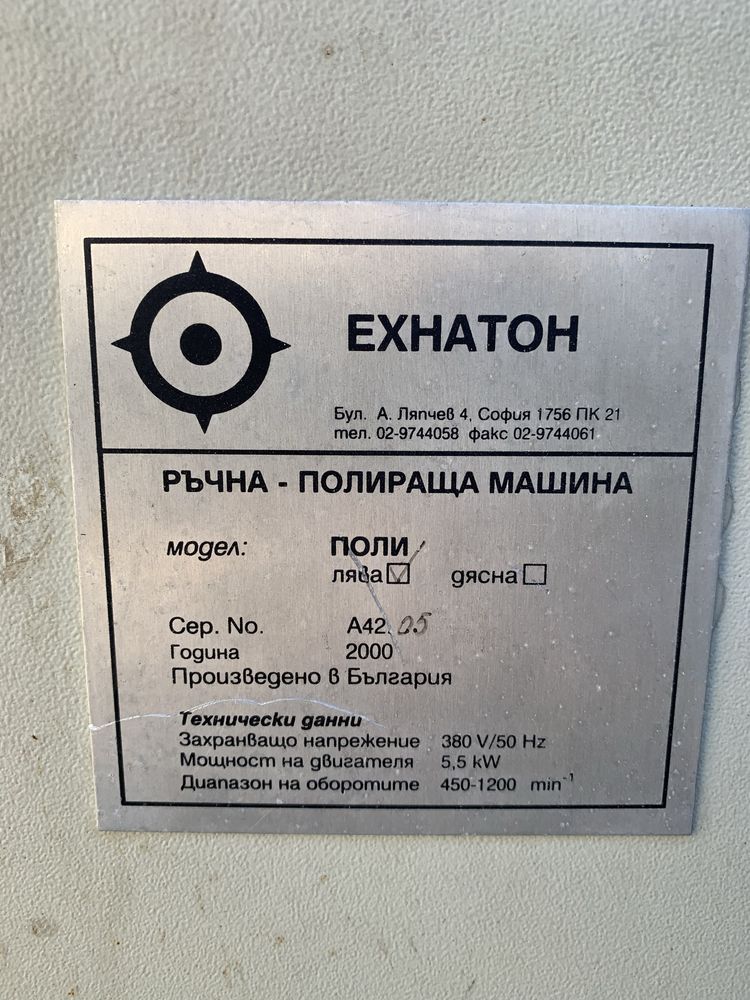 ЕХНАТОН
Бул. А. Ляпчев 4, София 1756 ПК 21
тел. 02-9744058 факс 02-9744061
РЪЧНА - ПОЛИРАЩА МАШИНА
модел: ПОЛИ
лява ☑ дясна ☐
Сер. No. A42.05
Година 2000
Произведено в България
Технически данни
Захранващо напрежение 380 V/50 Hz
Мощност на двигателя 5,5 kW
Диапазон на оборотите 450-1200 min⁻¹